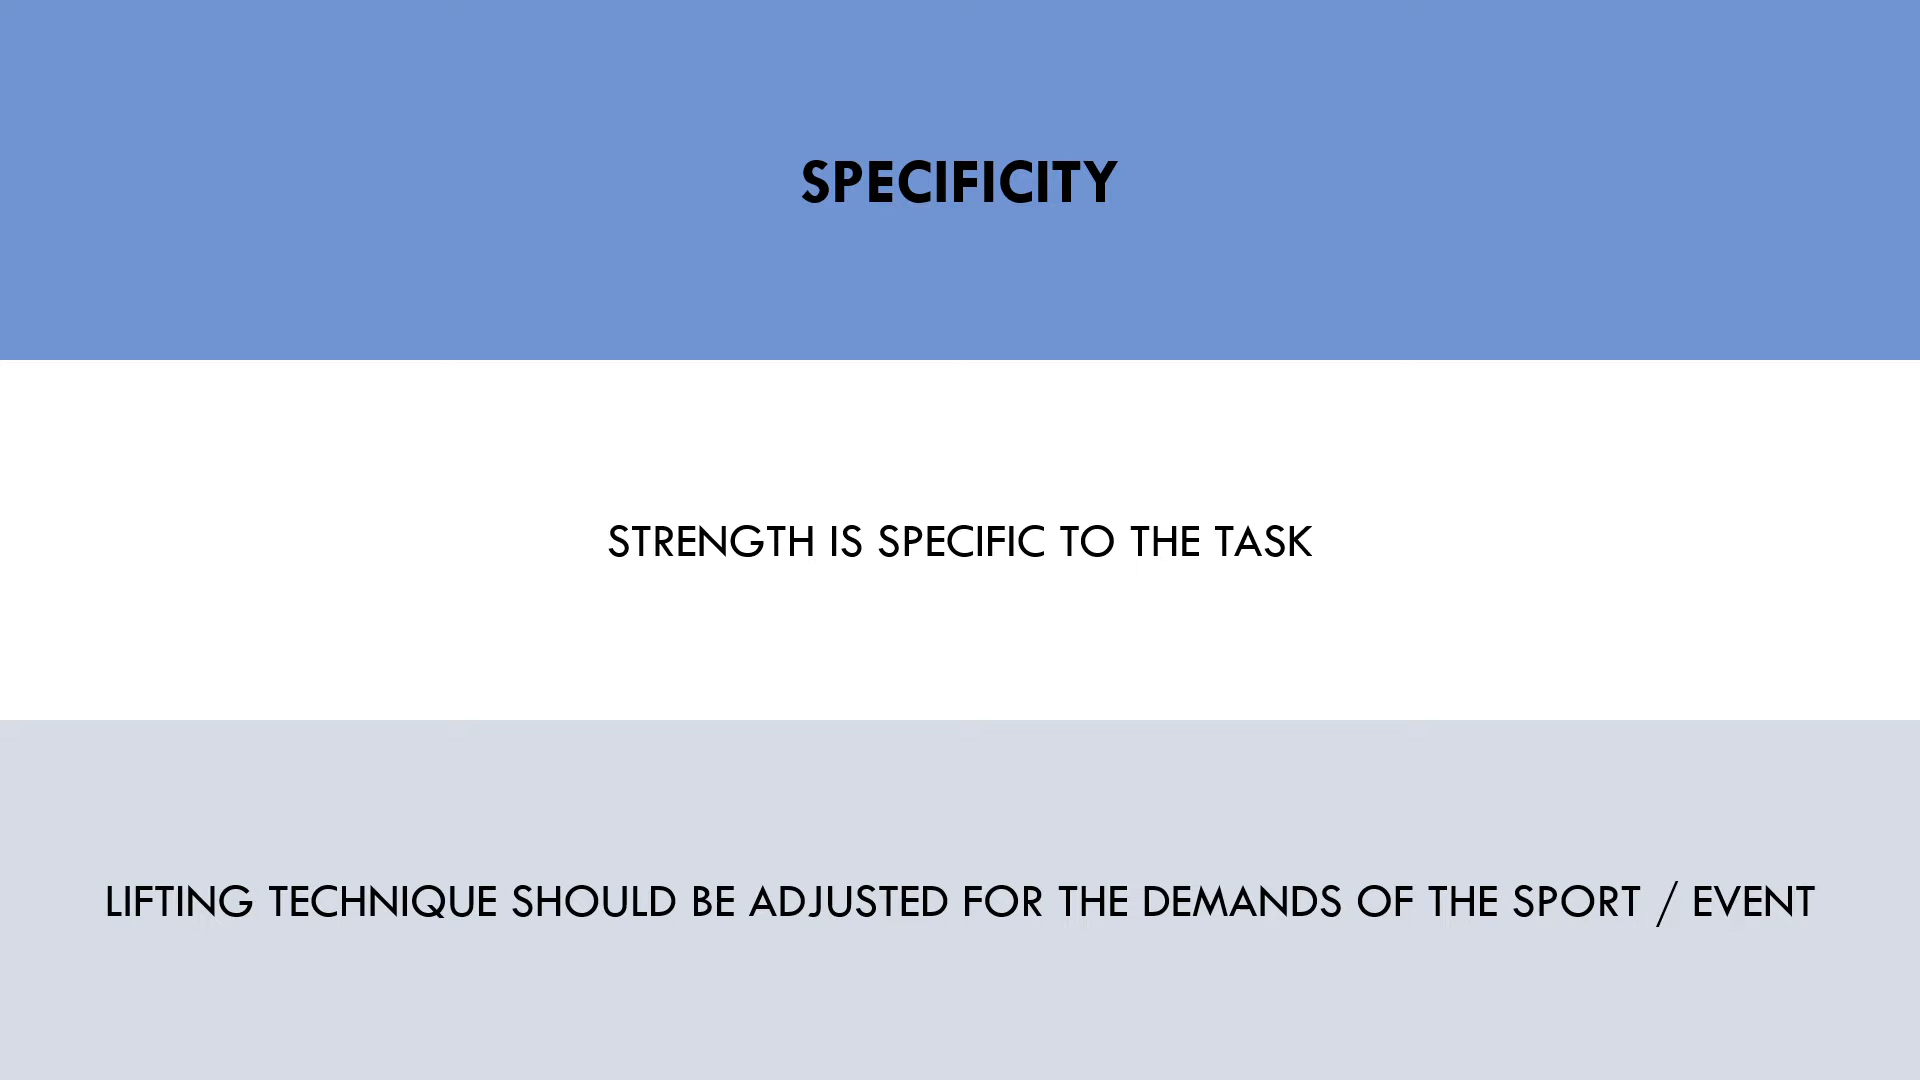 SPECIFICITY
STRENGTH IS SPECIFIC TO THE TASK
LIFTING TECHNIQUE SHOULD BE ADJUSTED FOR THE DEMANDS OF THE SPORT / EVENT